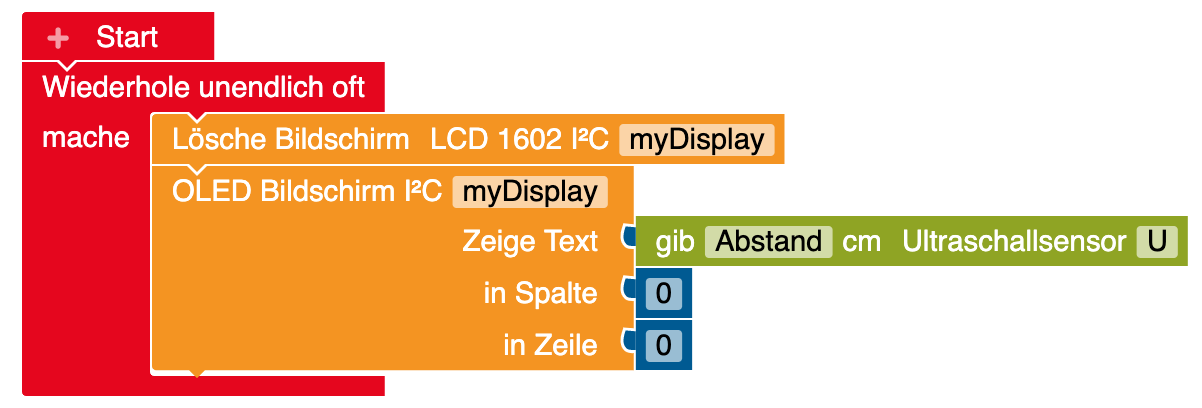 + Start
Wiederhole unendlich oft
mache
Lösche Bildschirm LCD 1602 I²C myDisplay
OLED Bildschirm I²C myDisplay
Zeige Text gib Abstand cm Ultraschallsensor U
in Spalte 0
in Zeile 0